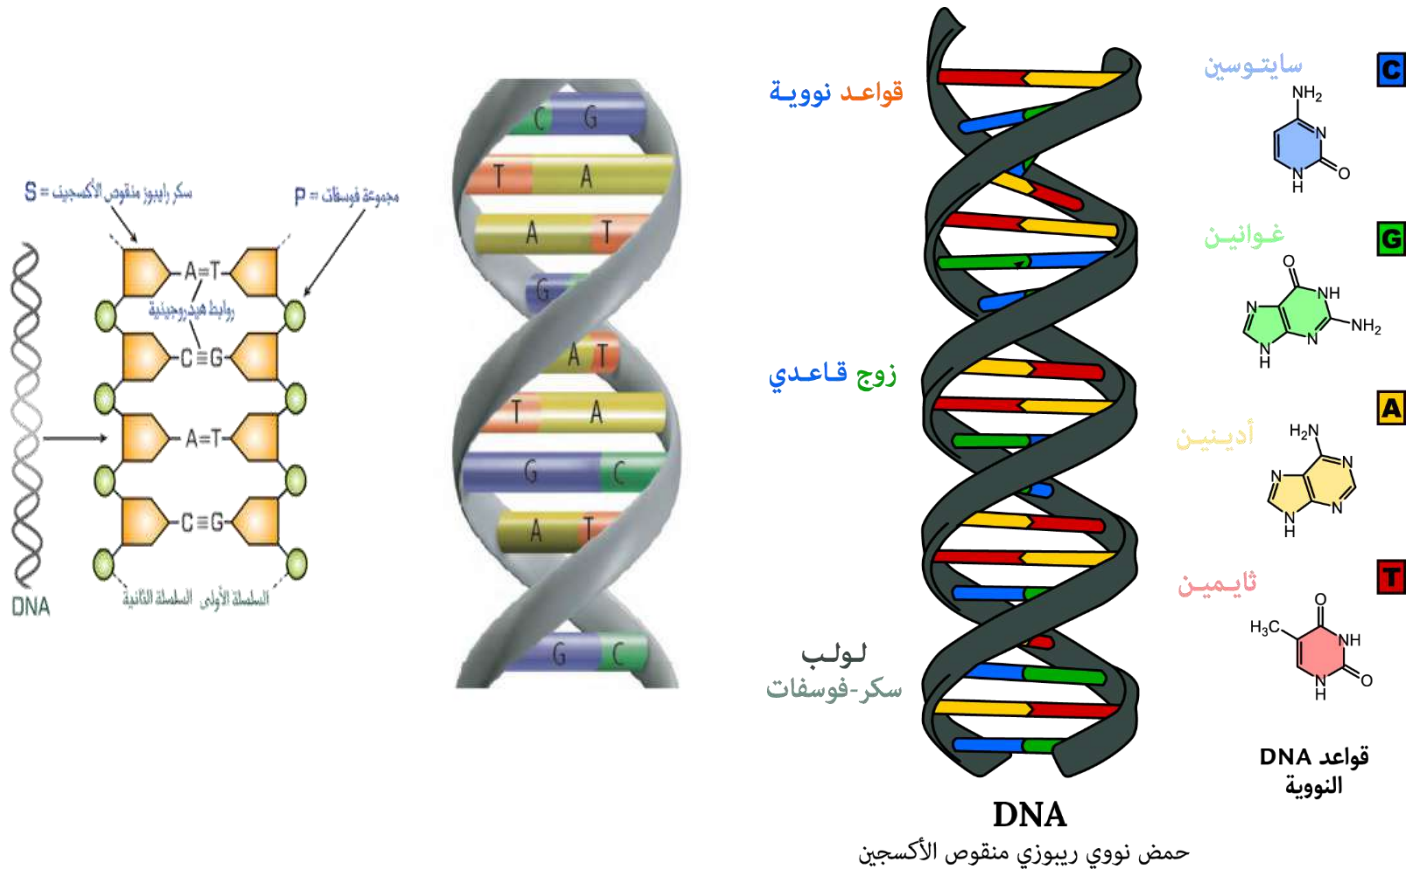 S = سكر رايبوز منقوص الأكسجين
P = مجموعة فوسفات
A=T
روابط هيدروجينية
C≡G
A=T
C≡G
السلسلة الأولى
السلسلة الثانية
DNA
C G
T A
A T
G
A T
T A
G C
A T
G C
قواعد نووية
زوج قاعدي
لولب
سكر-فوسفات
DNA
حمض نووي ريبوزي منقوص الأكسجين
سايتوسين
C
NH₂
N
N
H
O
غوانين
G
O
N
NH
N
H
N
NH₂
أدينين
A
H₂N
N
N
N
H
N
ثايمين
T
O
H₃C
NH
N
H
O
قواعد DNA
النووية